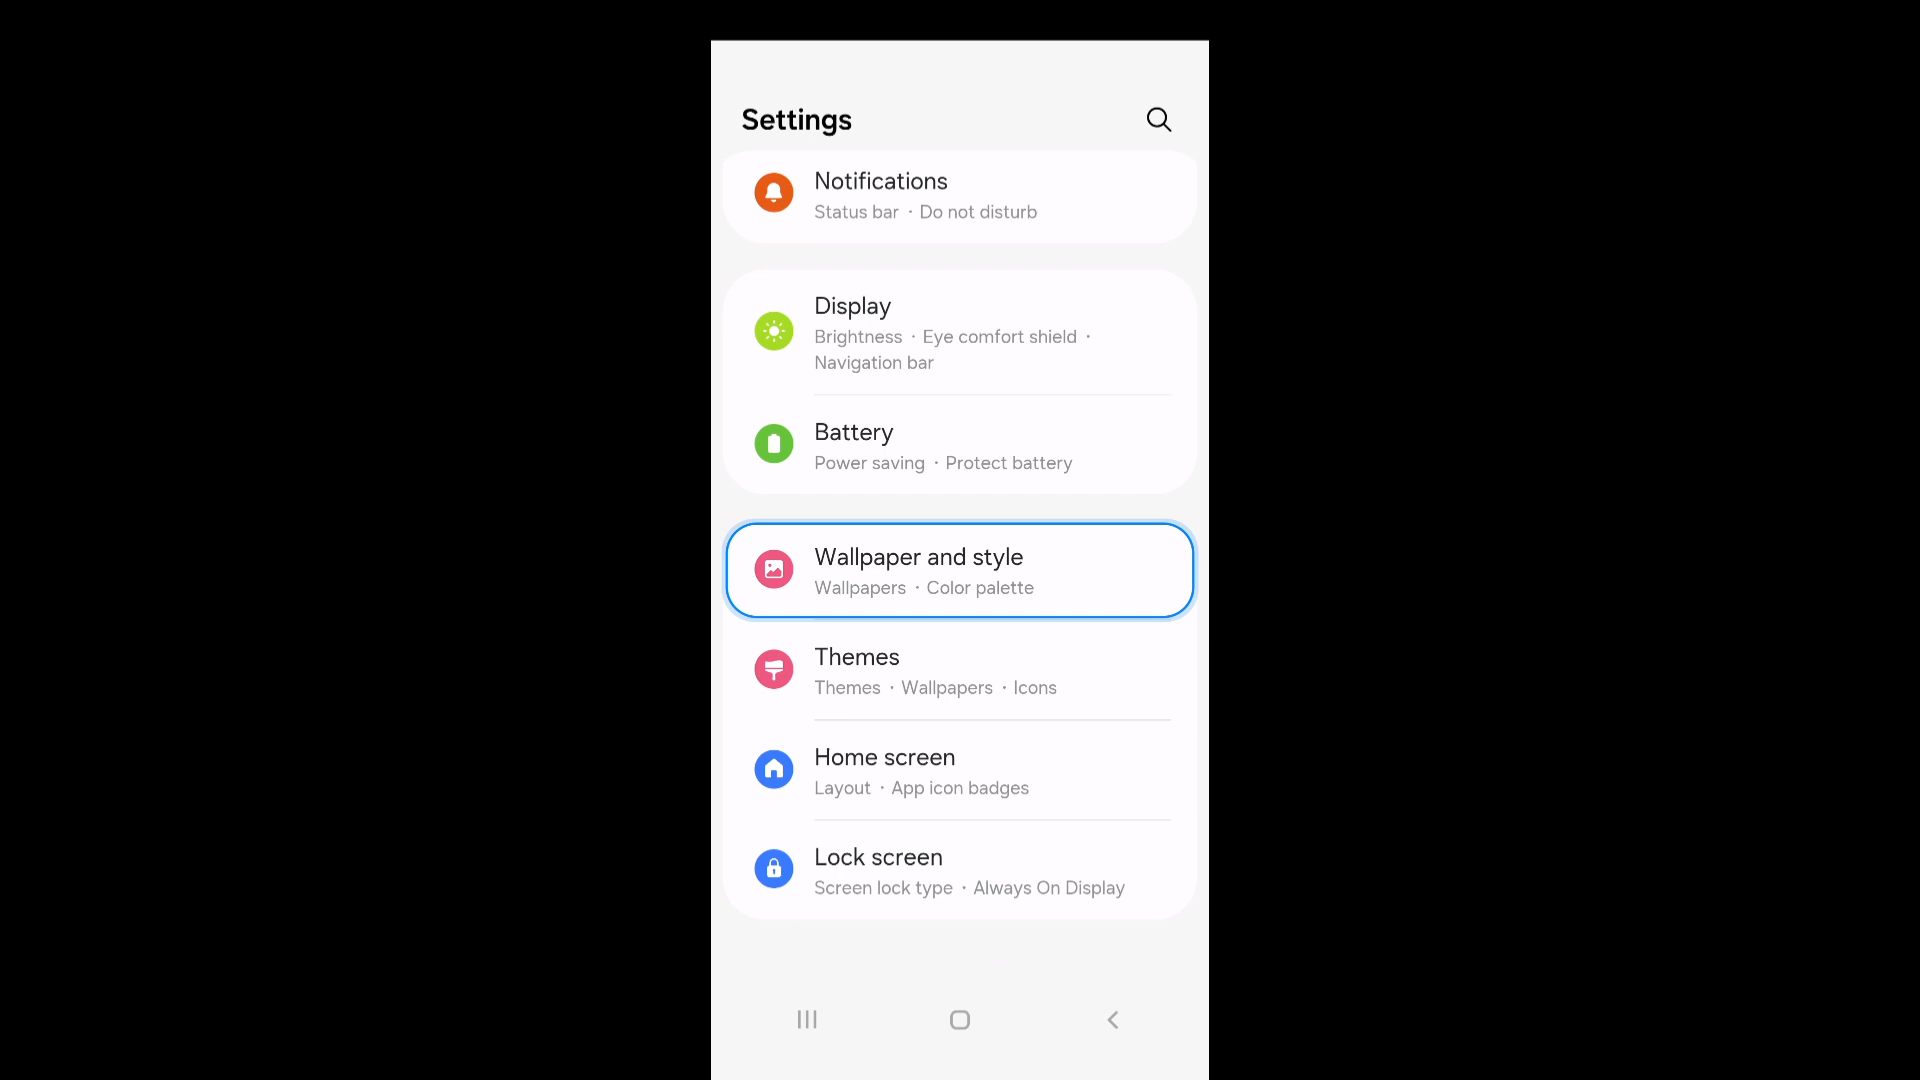 Settings
Notifications
Status bar · Do not disturb
Display
Brightness · Eye comfort shield ·
Navigation bar
Battery
Power saving · Protect battery
Wallpaper and style
Wallpapers · Color palette
Themes
Themes · Wallpapers · Icons
Home screen
Layout · App icon badges
Lock screen
Screen lock type · Always On Display